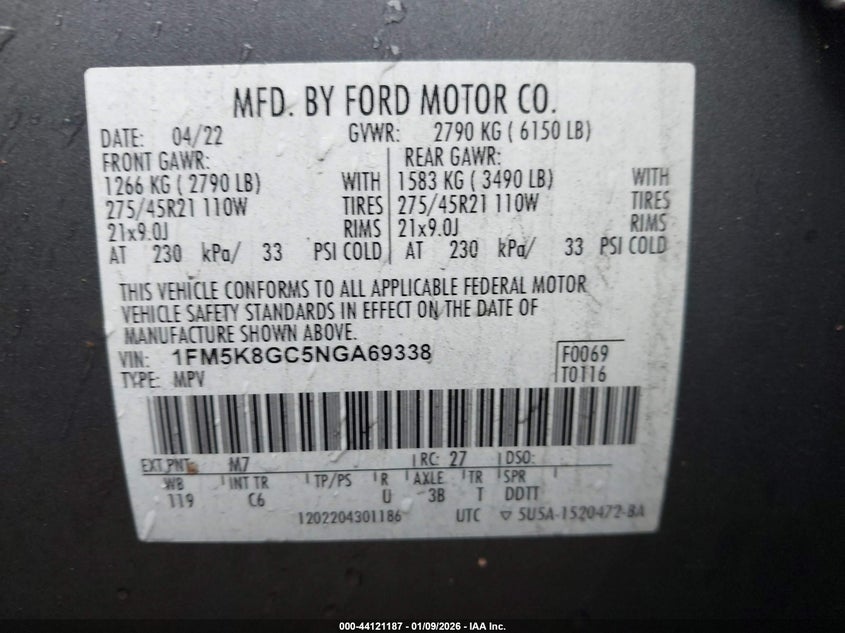 MFD. BY FORD MOTOR CO.
DATE: 04/22 GVWR: 2790 KG ( 6150 LB)
FRONT GAWR: REAR GAWR:
1266 KG ( 2790 LB) WITH 1583 KG ( 3490 LB) WITH
275/45R21 110W TIRES 275/45R21 110W TIRES
21x9.0J RIMS 21x9.0J RIMS
AT 230 kPa/ 33 PSI COLD AT 230 kPa/ 33 PSI COLD
THIS VEHICLE CONFORMS TO ALL APPLICABLE FEDERAL MOTOR
VEHICLE SAFETY STANDARDS IN EFFECT ON THE DATE OF
MANUFACTURE SHOWN ABOVE.
VIN: 1FM5K8GC5NGA69338 F0069
TYPE: MPV T0116
EXT PNT: M7 RC: 27 DSO:
WB INT TR TP/PS R AXLE TR SPR
119 C6 U 3B T DDTT
1202204301186 UTC ▽ 5U5A-1520472-BA
000-44121187 - 01/09/2026 - IAA Inc.